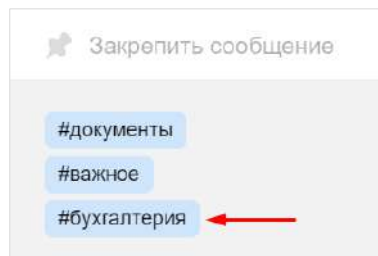 Закрепить сообщение
#документы
#важное
#бухгалтерия